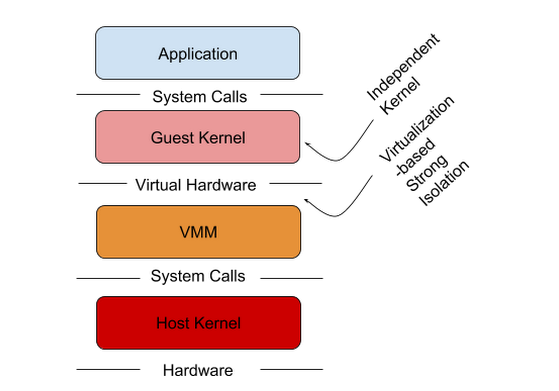 Application
System Calls
Guest Kernel
Virtual Hardware
VMM
System Calls
Host Kernel
Hardware
Independent
Kernel
Virtualization
-based
Strong
Isolation